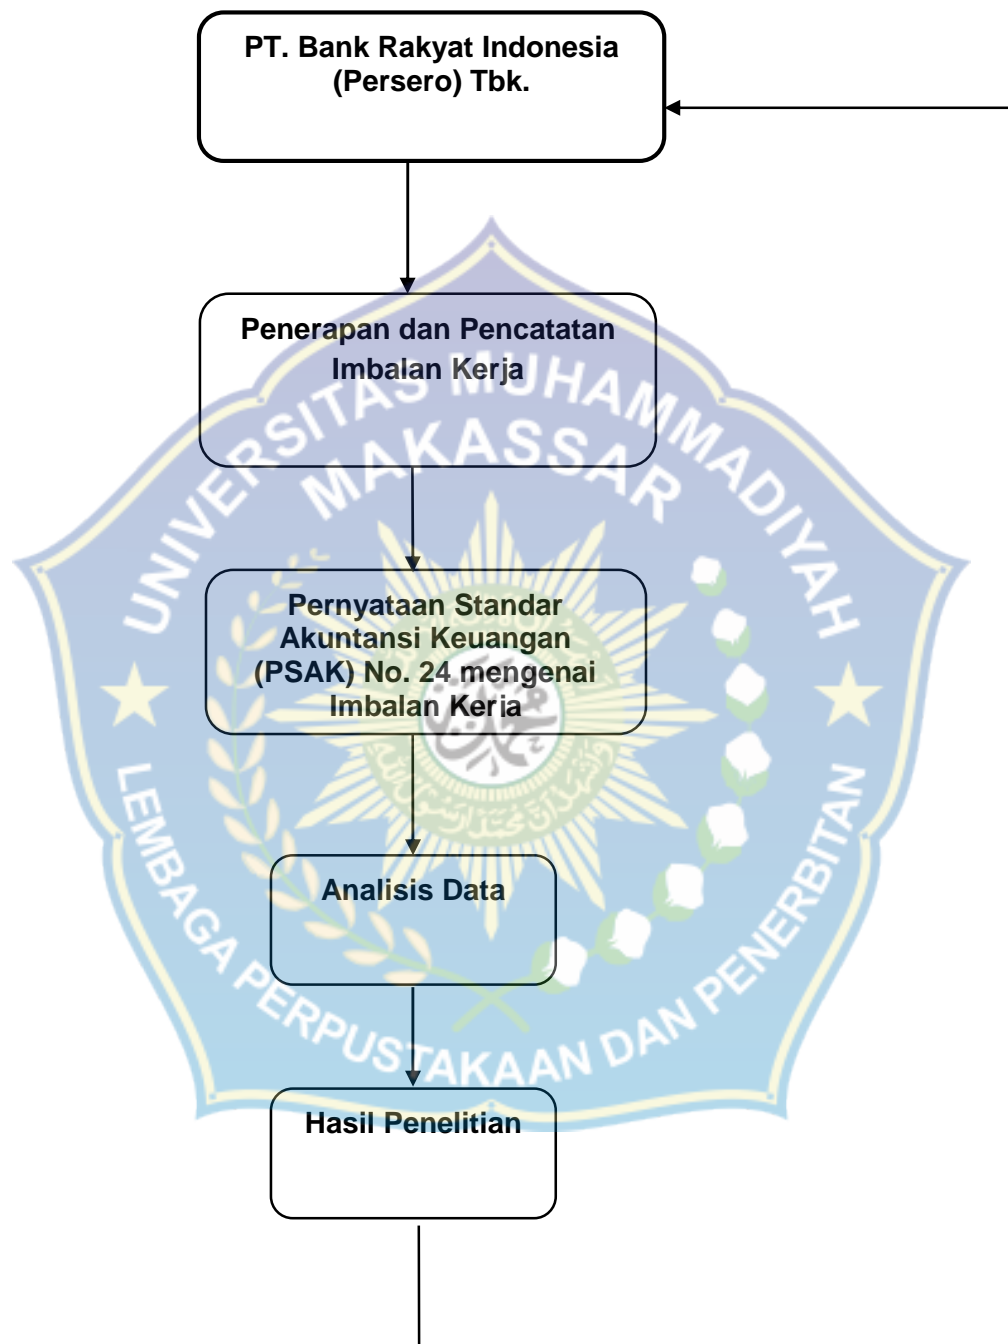 PT. Bank Rakyat Indonesia
(Persero) Tbk.
Penerapan dan Pencatatan
Imbalan Kerja
UNIVERSITAS MUHAMMADIYAH
MAKASSAR
Pernyataan Standar
Akuntansi Keuangan
(PSAK) No. 24 mengenai
Imbalan Kerja
Analisis Data
LEMBAGA PERPUSTAKAAN DAN PENERBITAN
Hasil Penelitian